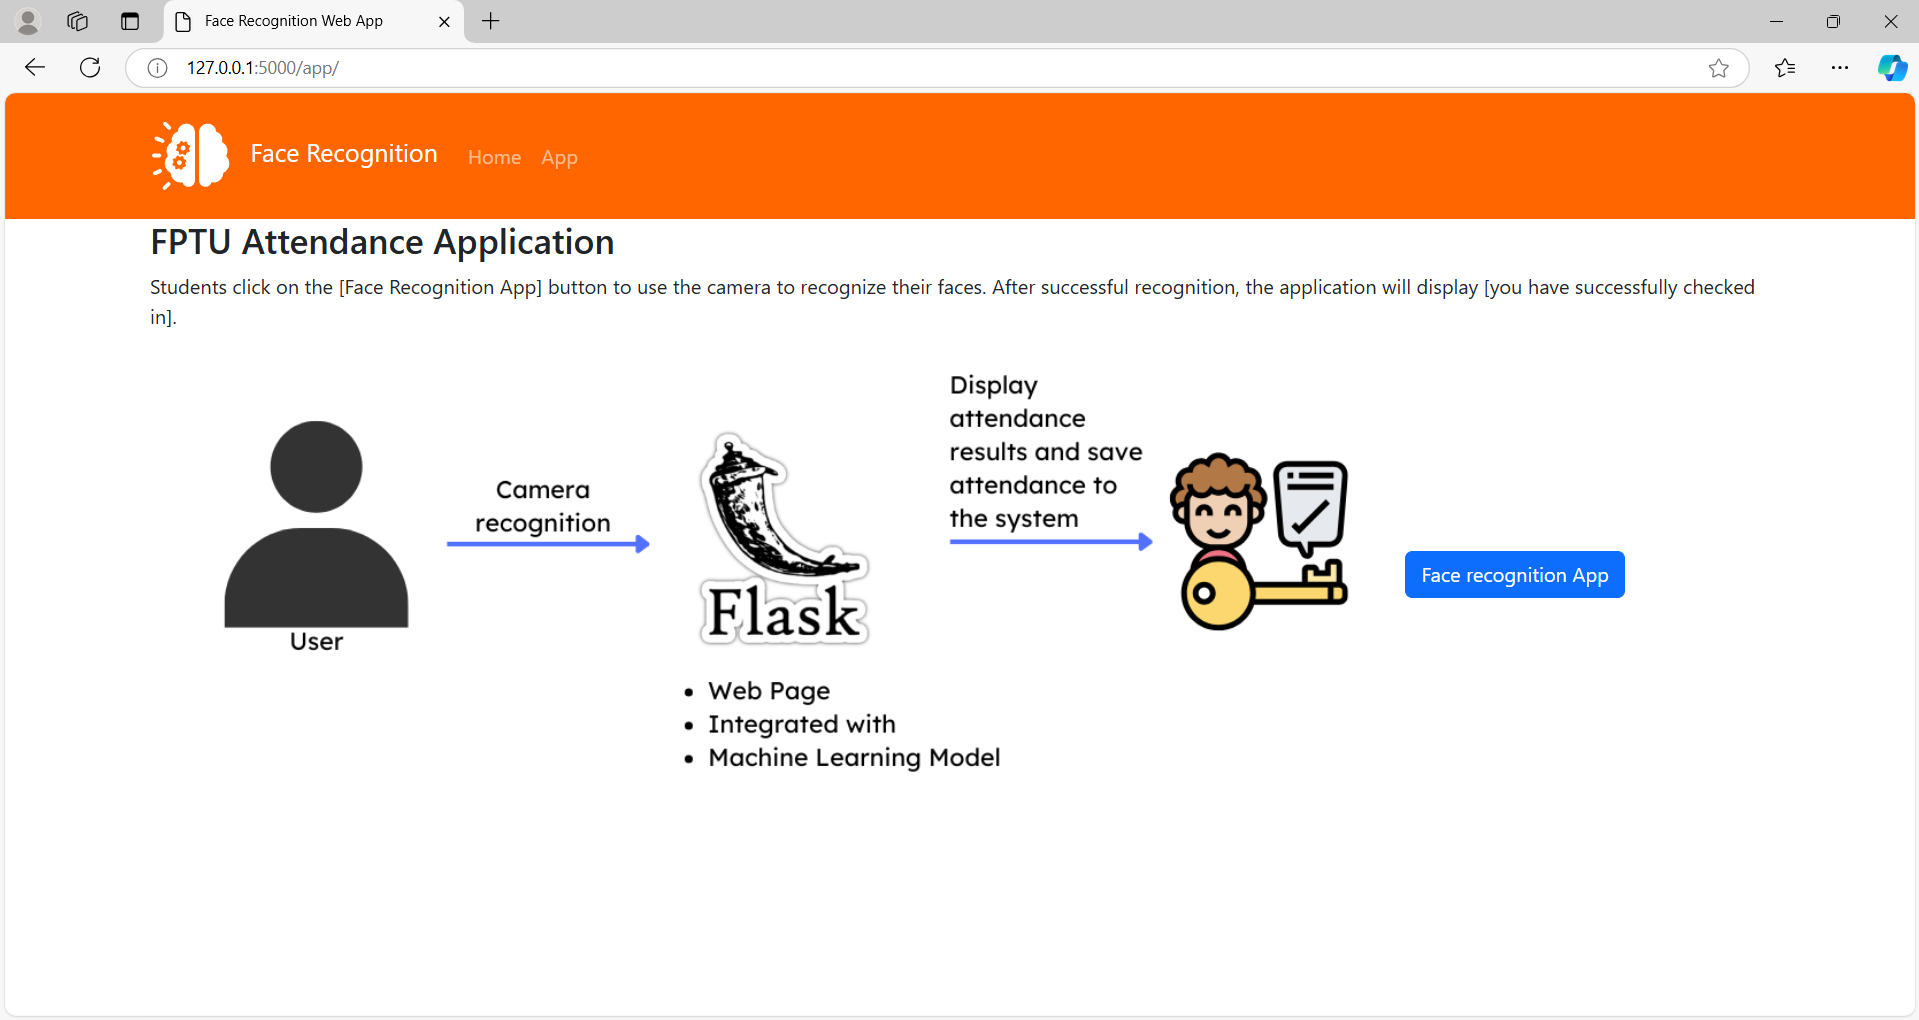 Face Recognition Web App
127.0.0.1:5000/app/
Face Recognition Home App
FPTU Attendance Application
Students click on the [Face Recognition App] button to use the camera to recognize their faces. After successful recognition, the application will display [you have successfully checked
in].
User
Camera
recognition
Flask
Web Page
Integrated with
Machine Learning Model
Display
attendance
results and save
attendance to
the system
Face recognition App